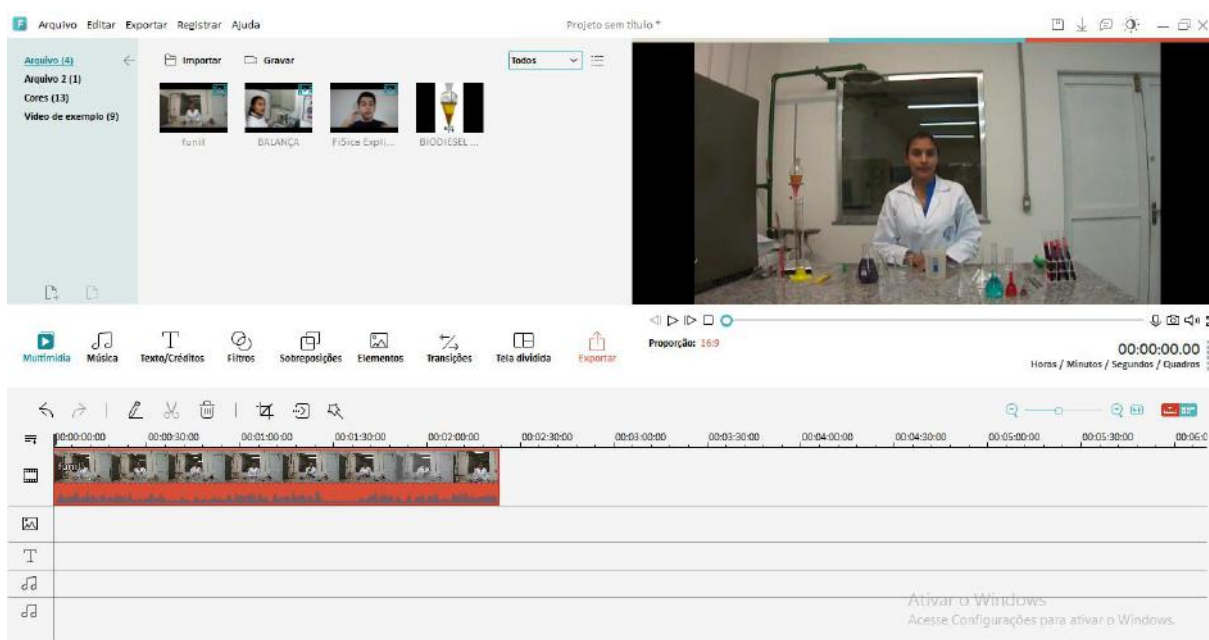 Arquivo Editar Exportar Registrar Ajuda
Projeto sem título *
Arquivo (4)
Arquivo 2 (1)
Cores (13)
Vídeo de exemplo (9)
Importar
Gravar
Todos
funil
BALANÇA
FiSice Expli...
BIODIESEL ...
Multimídia
Música
Texto/Créditos
Filtros
Sobreposições
Elementos
Transições
Tela dividida
Exportar
Proporção: 16:9
00:00:00.00
Horas / Minutos / Segundos / Quadros
00:00:00:00 00:00:30:00 00:01:00:00 00:01:30:00 00:02:00:00 00:02:30:00 00:03:00:00 00:03:30:00 00:04:00:00 00:04:30:00 00:05:00:00 00:05:30:00 00:06:0
funil
Ativar o Windows
Acesse Configurações para ativar o Windows.